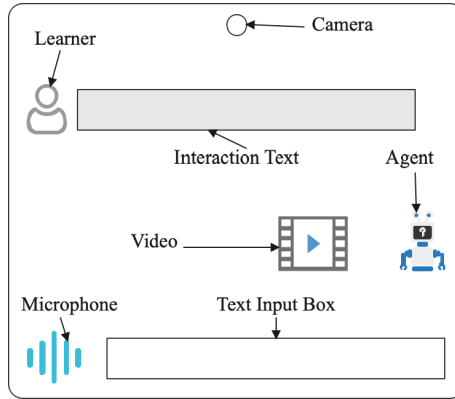 Camera
Learner
Interaction Text
Agent
?
Video
Microphone
Text Input Box